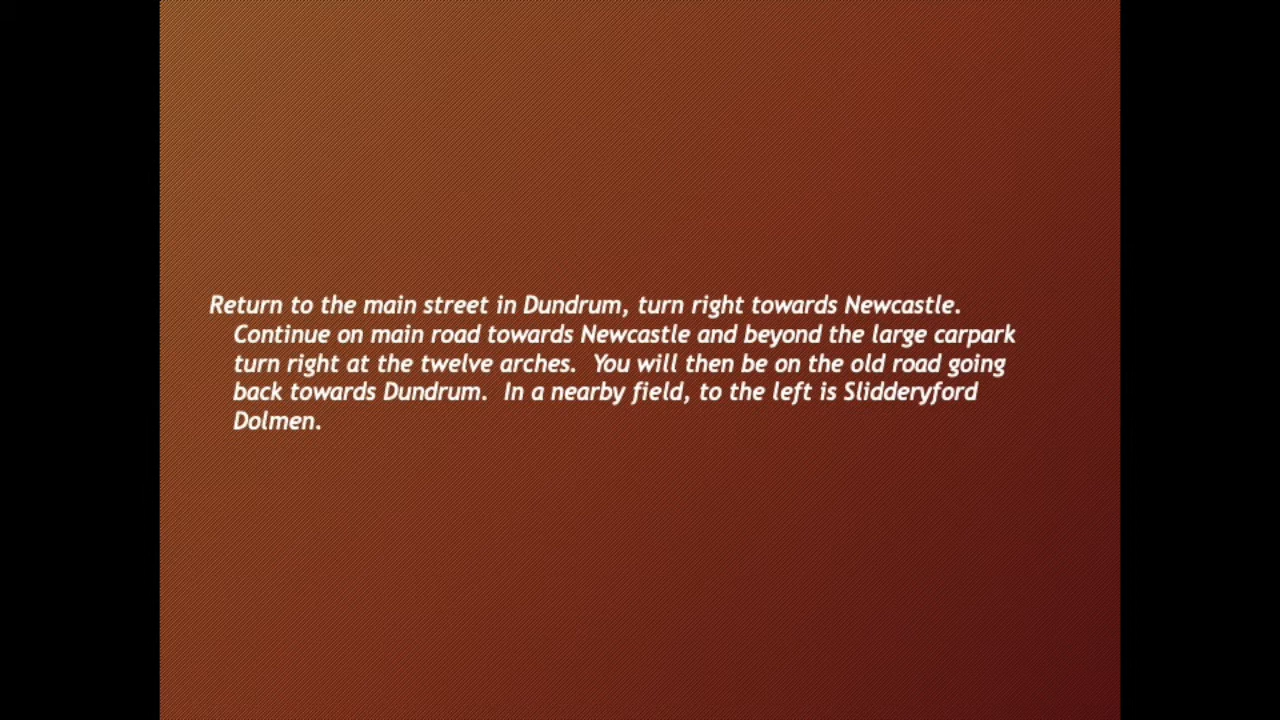 Return to the main street in Dundrum, turn right towards Newcastle.
Continue on main road towards Newcastle and beyond the large carpark
turn right at the twelve arches.  You will then be on the old road going
back towards Dundrum.  In a nearby field, to the left is Slidderyford
Dolmen.